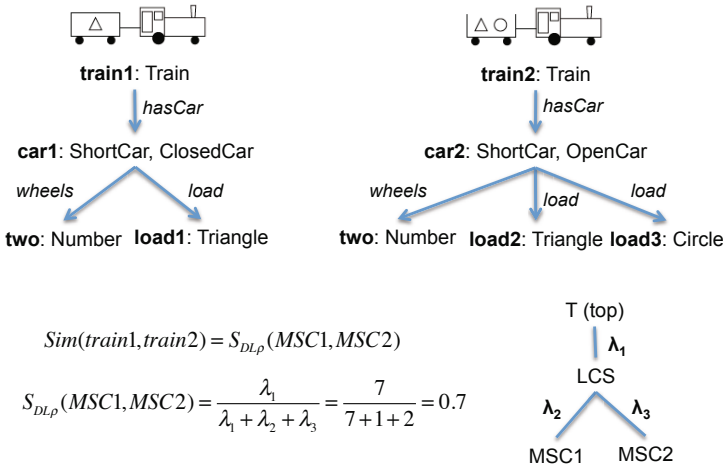 train1: Train
train2: Train
hasCar
hasCar
car1: ShortCar, ClosedCar
car2: ShortCar, OpenCar
wheels
load
wheels
load
load
two: Number
load1: Triangle
two: Number
load2: Triangle
load3: Circle
Sim(train1,train2) = S_DLρ(MSC1,MSC2)
S_DLρ(MSC1,MSC2) = λ₁ / (λ₁ + λ₂ + λ₃) = 7 / (7+1+2) = 0.7
T (top)
λ₁
LCS
λ₂
λ₃
MSC1
MSC2